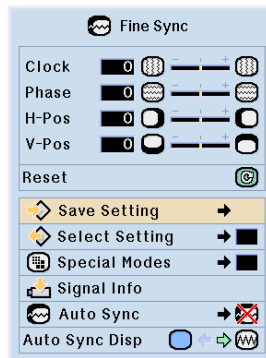 Fine Sync
Clock 0 - +
Phase 0 - +
H-Pos 0 - +
V-Pos 0 - +
Reset
Save Setting
Select Setting
Special Modes
Signal Info
Auto Sync
Auto Sync Disp